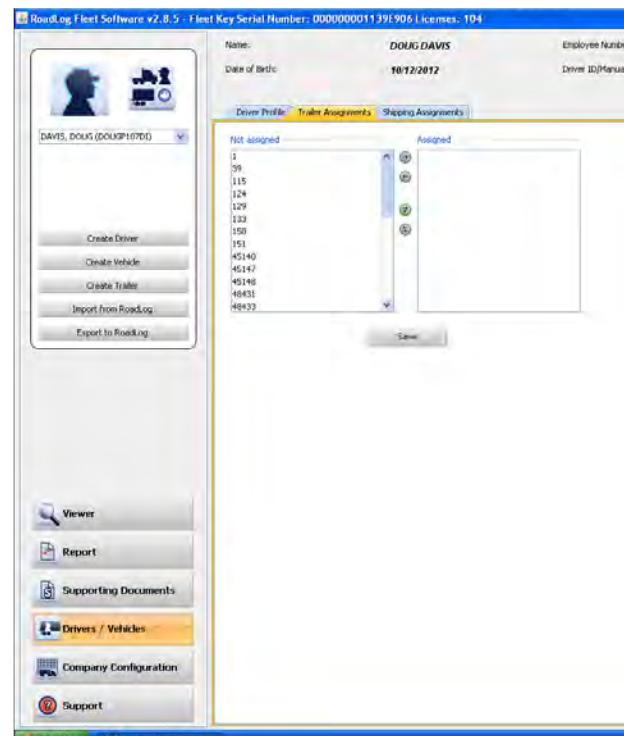 RoadLog Fleet Software v2.8.5 - Fleet Key Serial Number: 000000001139E906 Licenses: 104
Name: DOUG DAVIS Employee Numbe
Date of Birth: 10/12/2012 Driver ID/Manua
DAVIS, DOUG (DOUGP107DI)
Driver Profile Trailer Assignments Shipping Assignments
Not assigned Assigned
1
39
115
124
129
133
150
151
45140
45147
45148
48431
48433
Save
Create Driver
Create Vehicle
Create Trailer
Import from RoadLog
Export to RoadLog
Viewer
Report
Supporting Documents
Drivers / Vehicles
Company Configuration
Support